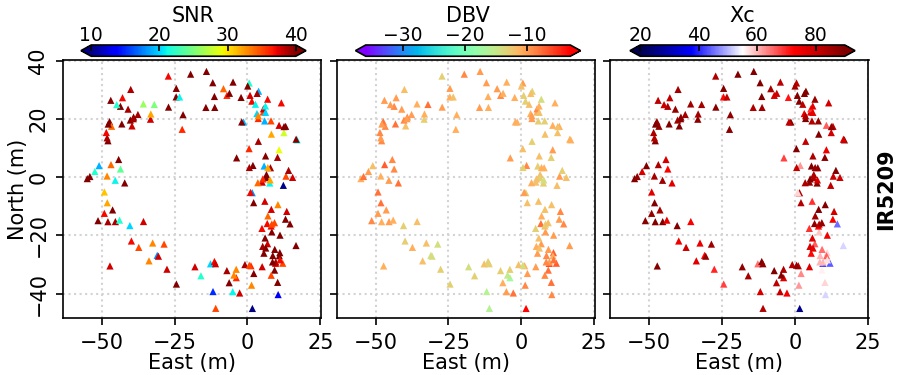 SNR DBV Xc
10 20 30 40 −30 −20 −10 20 40 60 80
40
20
0
−20
−40
North (m)
−50 −25 0 25 −50 −25 0 25 −50 −25 0 25
East (m) East (m) East (m)
IR5209